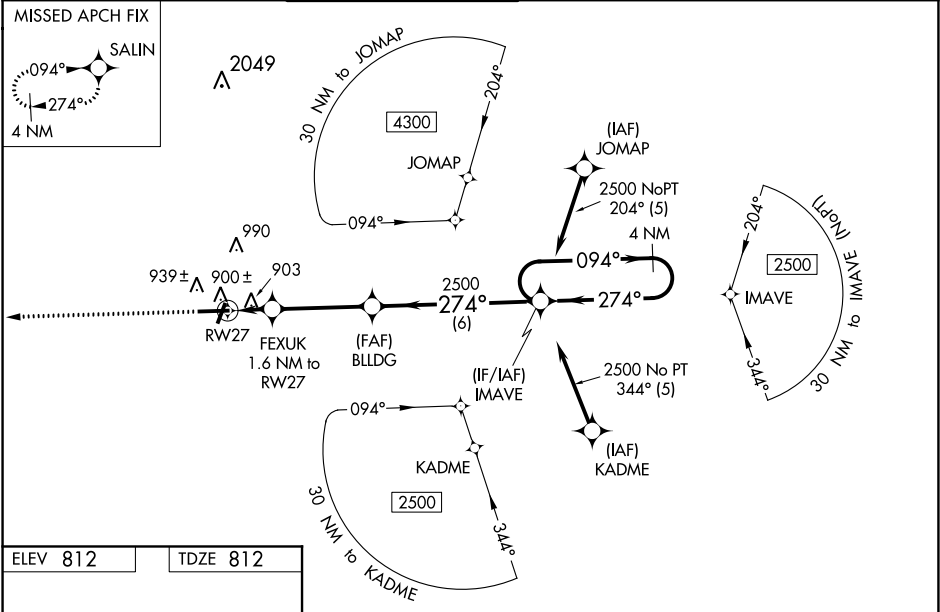 MISSED APCH FIX
SALIN
094°
274°
4 NM
2049
30 NM to JOMAP
204°
4300
JOMAP
094°
(IAF)
JOMAP
2500 NoPT
204° (5)
4 NM
094°
274°
204°
30 NM to IMAVE (NoPT)
2500
IMAVE
344°
990
939±
900±
903
RW27
FEXUK
1.6 NM to
RW27
(FAF)
BLLDG
2500
274°
(6)
(IF/IAF)
IMAVE
2500 No PT
344° (5)
(IAF)
KADME
094°
KADME
2500
344°
30 NM to KADME
ELEV 812
TDZE 812